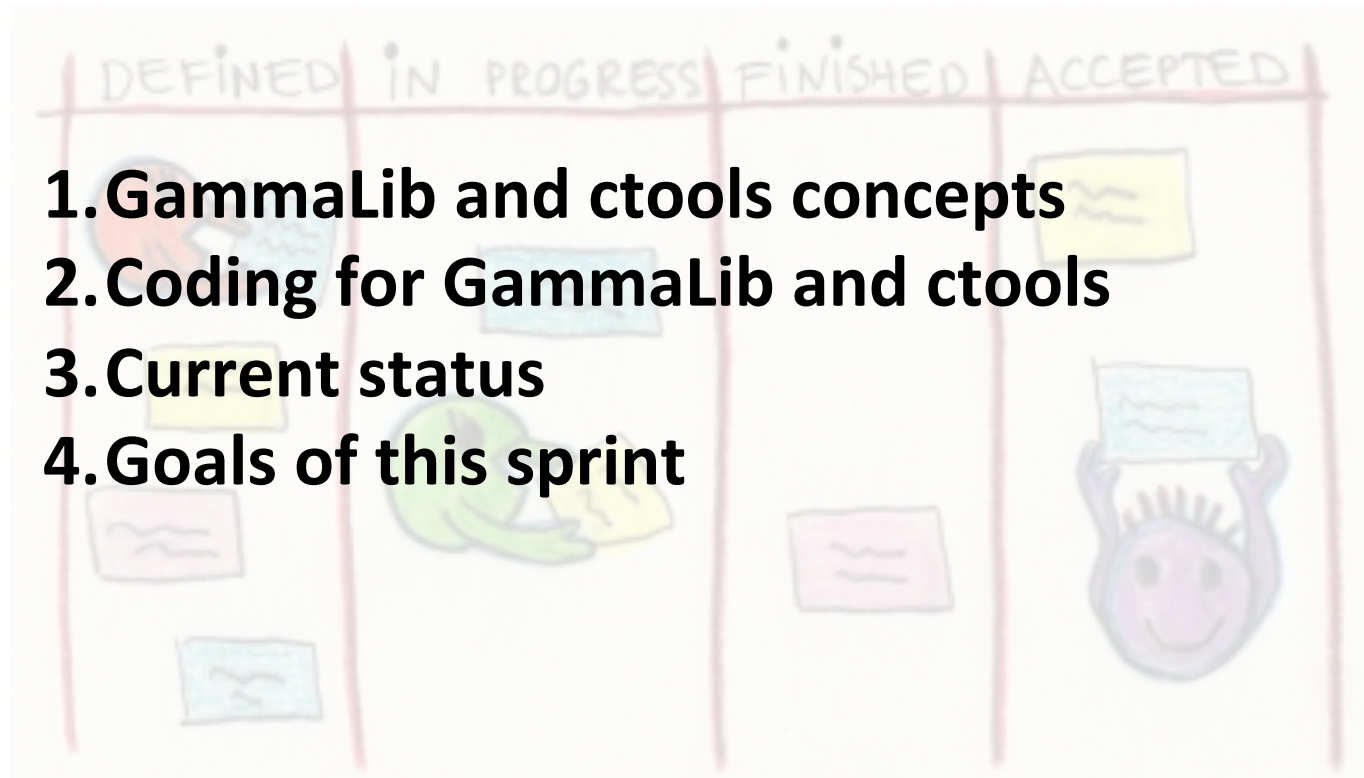 DEFINED IN PROGRESS FINISHED ACCEPTED
1. GammaLib and ctools concepts
2. Coding for GammaLib and ctools
3. Current status
4. Goals of this sprint